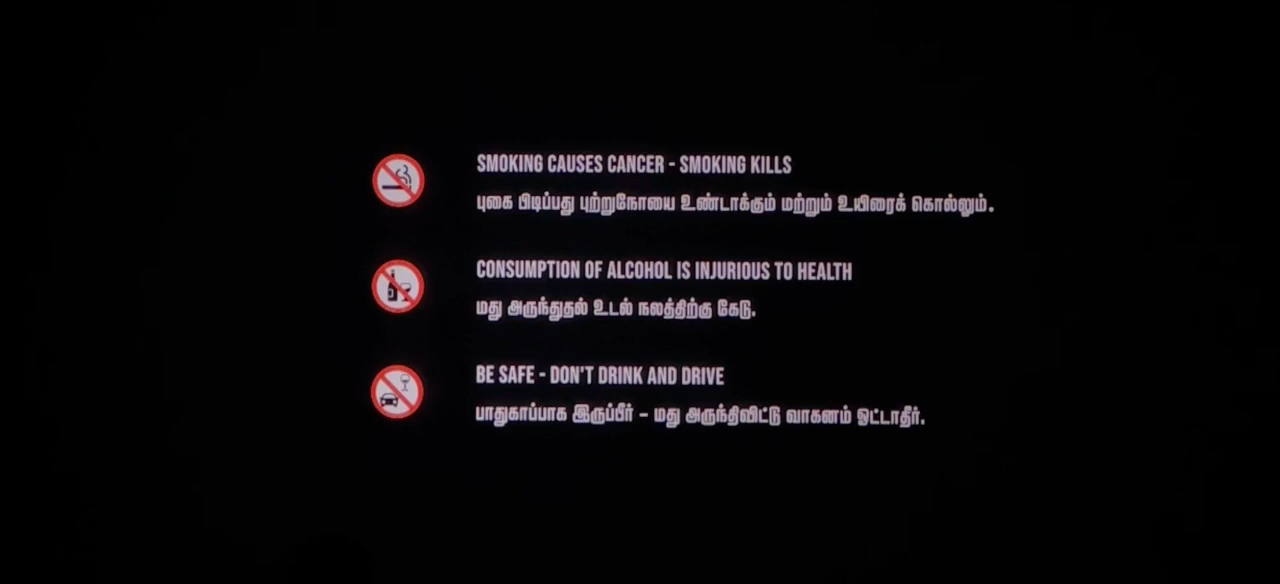 SMOKING CAUSES CANCER - SMOKING KILLS
புகை பிடிப்பது புற்றுநோயை உண்டாக்கும் மற்றும் உயிரைக் கொல்லும்.
CONSUMPTION OF ALCOHOL IS INJURIOUS TO HEALTH
மது அருந்துதல் உடல் நலத்திற்கு கேடு.
BE SAFE - DON'T DRINK AND DRIVE
பாதுகாப்பாக இருப்பீர் - மது அருந்திவிட்டு வாகனம் ஓட்டாதீர்.